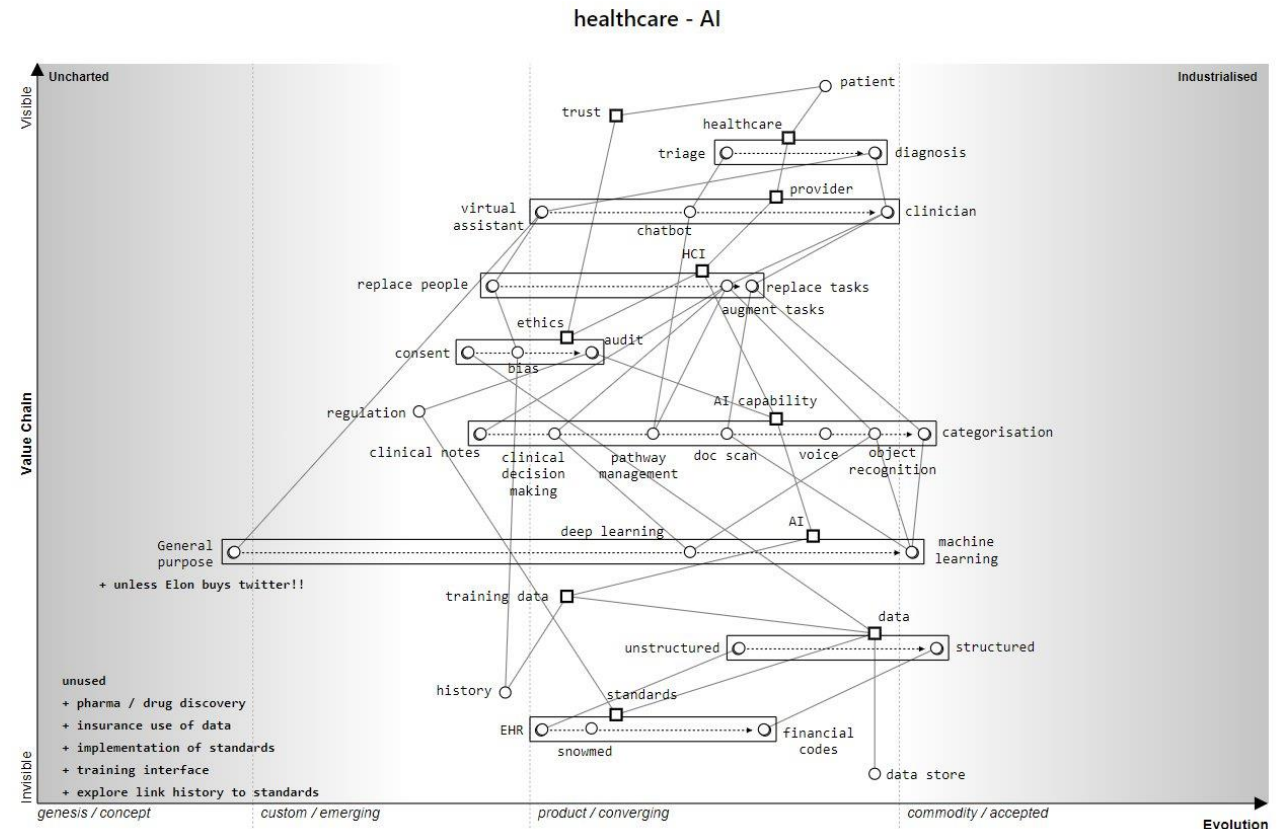 healthcare - AI
Uncharted
Industrialised
Visible
patient
trust
healthcare
triage
diagnosis
provider
virtual
assistant
chatbot
clinician
HCI
replace people
replace tasks
augment tasks
ethics
audit
consent
bias
regulation
AI capability
clinical notes
clinical
decision
making
pathway
management
doc scan
voice
object
recognition
categorisation
Value Chain
deep learning
AI
General
purpose
machine
learning
+ unless Elon buys twitter!!
training data
data
unstructured
structured
history
standards
EHR
snowmed
financial
codes
data store
unused
+ pharma / drug discovery
+ insurance use of data
+ implementation of standards
+ training interface
+ explore link history to standards
Invisible
genesis / concept
custom / emerging
product / converging
commodity / accepted
Evolution